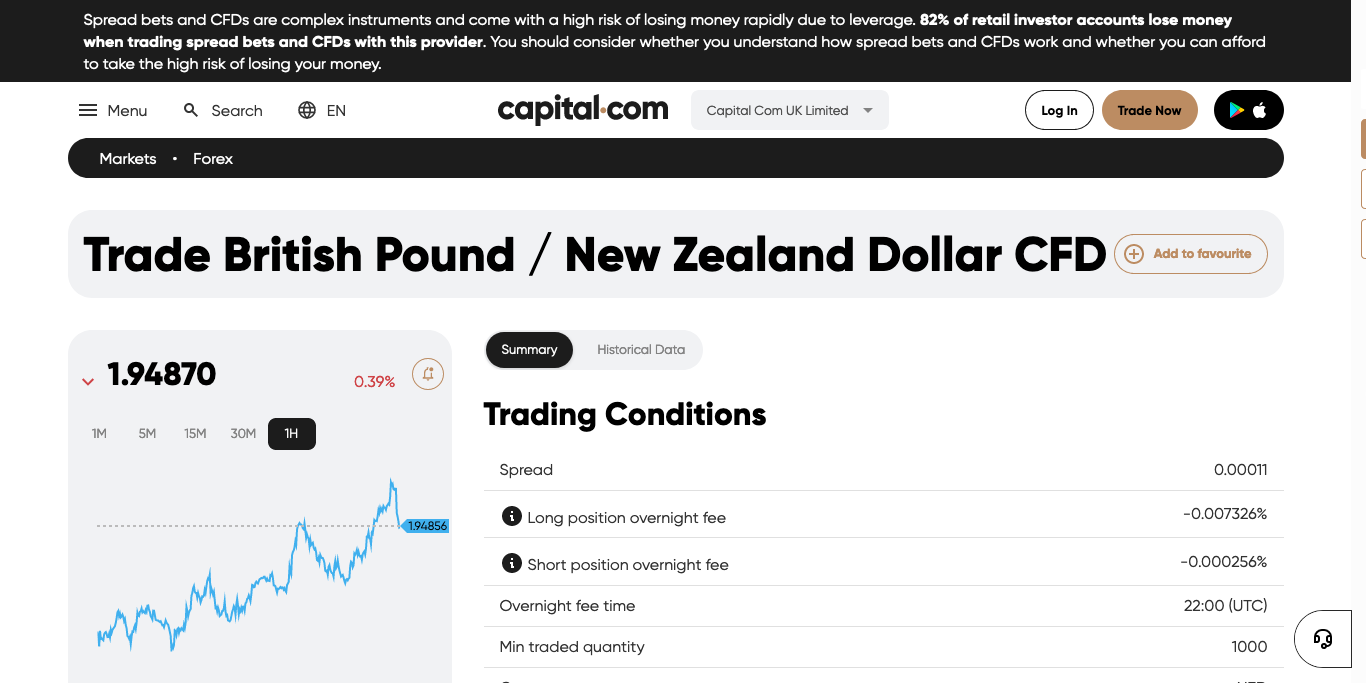 Spread bets and CFDs are complex instruments and come with a high risk of losing money rapidly due to leverage. 82% of retail investor accounts lose money
when trading spread bets and CFDs with this provider. You should consider whether you understand how spread bets and CFDs work and whether you can afford
to take the high risk of losing your money.
Menu Search EN capital.com Capital Com UK Limited Log In Trade Now
Markets • Forex
Trade British Pound / New Zealand Dollar CFD Add to favourite
1.94870 0.39%
1M 5M 15M 30M 1H
1.94856
Summary Historical Data
Trading Conditions
Spread 0.00011
Long position overnight fee -0.007326%
Short position overnight fee -0.000256%
Overnight fee time 22:00 (UTC)
Min traded quantity 1000